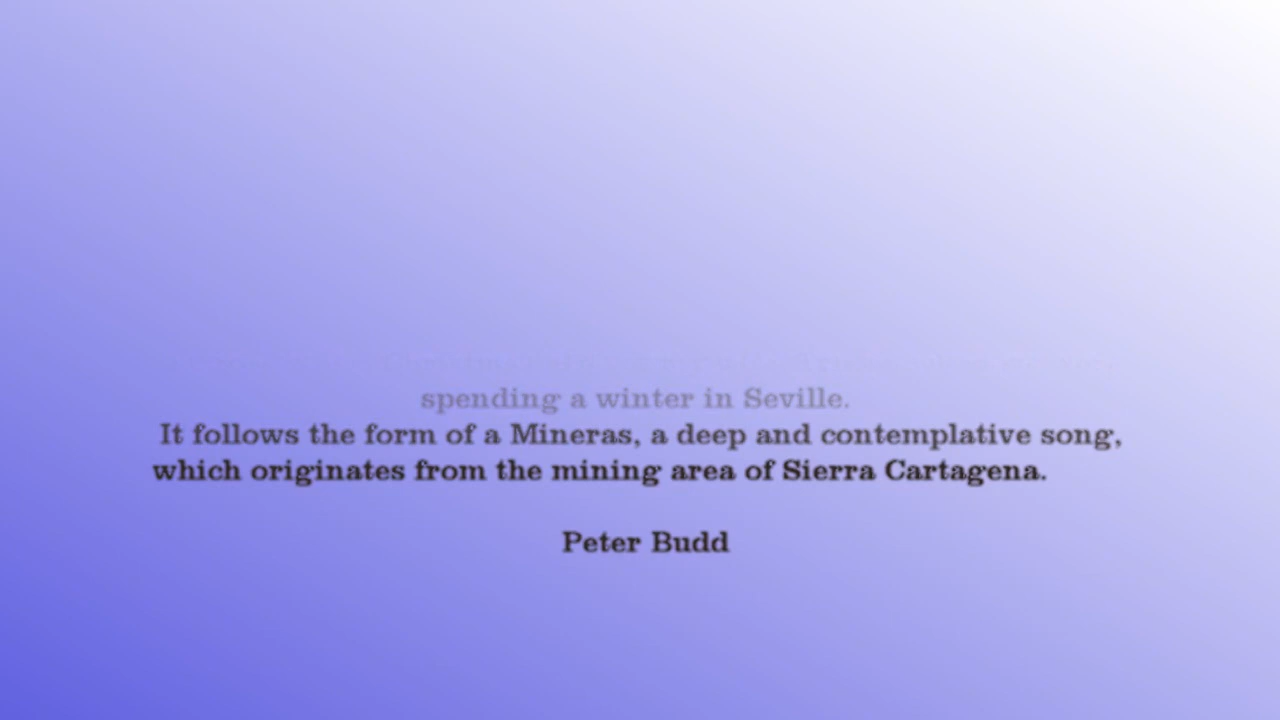 spending a winter in Seville.
It follows the form of a Mineras, a deep and contemplative song,
which originates from the mining area of Sierra Cartagena.
Peter Budd